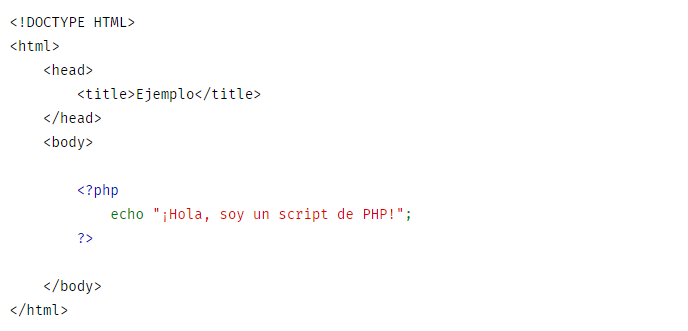 <!DOCTYPE HTML>
<html>
    <head>
        <title>Ejemplo</title>
    </head>
    <body>

        <?php
            echo "¡Hola, soy un script de PHP!";
        ?>

    </body>
</html>